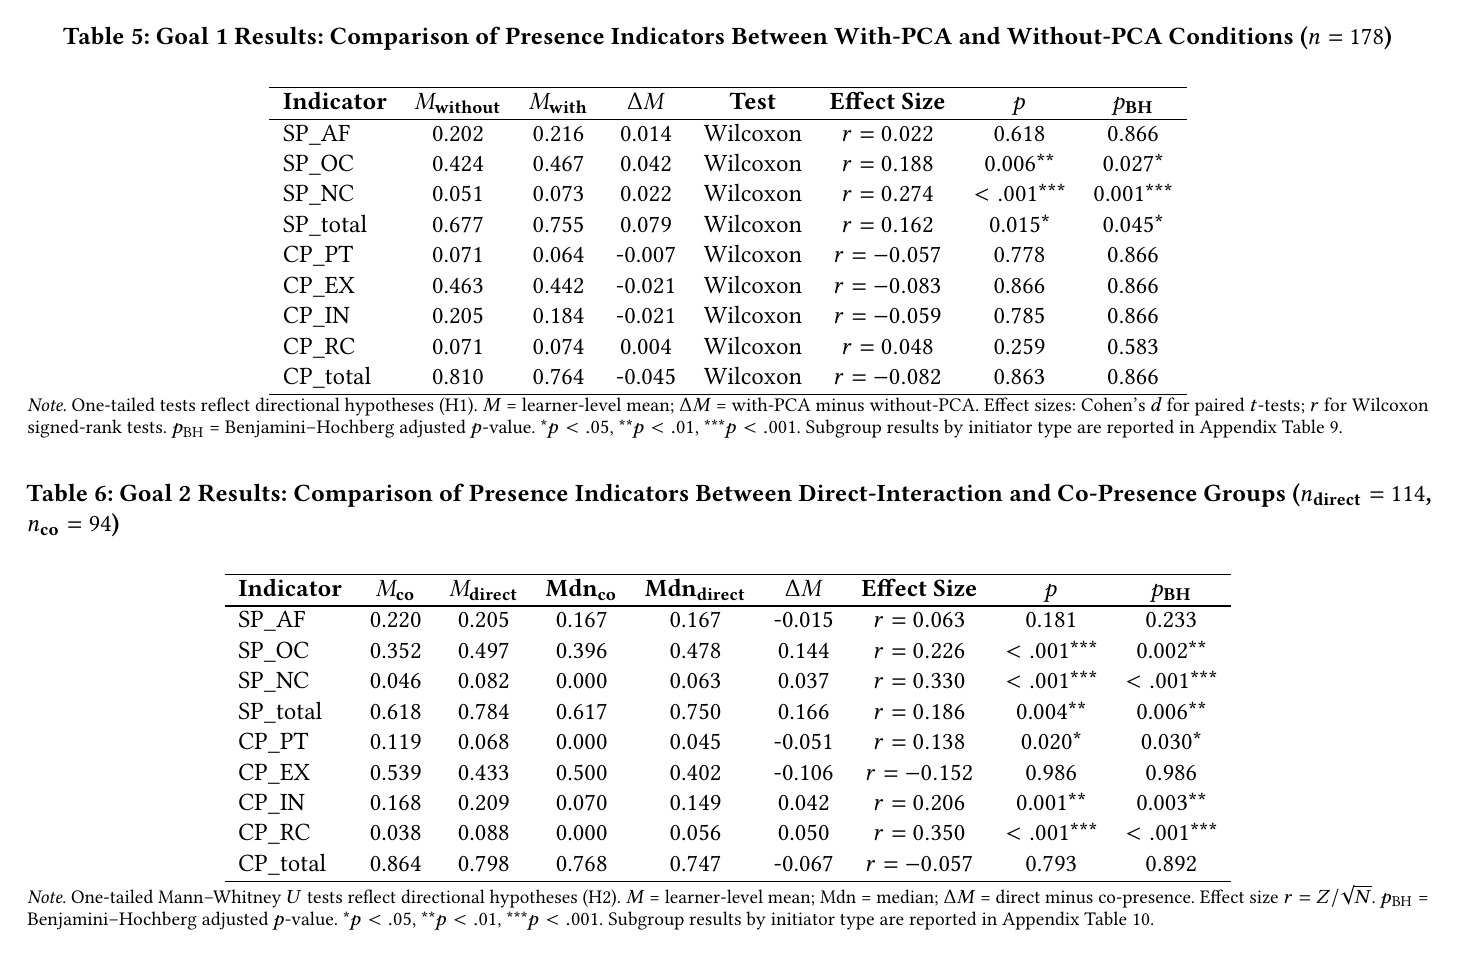 Table 5: Goal 1 Results: Comparison of Presence Indicators Between With-PCA and Without-PCA Conditions (n = 178)
Indicator M_without M_with ΔM Test Effect Size p p_BH
SP_AF 0.202 0.216 0.014 Wilcoxon r = 0.022 0.618 0.866
SP_OC 0.424 0.467 0.042 Wilcoxon r = 0.188 0.006** 0.027*
SP_NC 0.051 0.073 0.022 Wilcoxon r = 0.274 < .001*** 0.001***
SP_total 0.677 0.755 0.079 Wilcoxon r = 0.162 0.015* 0.045*
CP_PT 0.071 0.064 -0.007 Wilcoxon r = −0.057 0.778 0.866
CP_EX 0.463 0.442 -0.021 Wilcoxon r = −0.083 0.866 0.866
CP_IN 0.205 0.184 -0.021 Wilcoxon r = −0.059 0.785 0.866
CP_RC 0.071 0.074 0.004 Wilcoxon r = 0.048 0.259 0.583
CP_total 0.810 0.764 -0.045 Wilcoxon r = −0.082 0.863 0.866
Note. One-tailed tests reflect directional hypotheses (H1). M = learner-level mean; ΔM = with-PCA minus without-PCA. Effect sizes: Cohen's d for paired t-tests; r for Wilcoxon
signed-rank tests. p_BH = Benjamini–Hochberg adjusted p-value. *p < .05, **p < .01, ***p < .001. Subgroup results by initiator type are reported in Appendix Table 9.
Table 6: Goal 2 Results: Comparison of Presence Indicators Between Direct-Interaction and Co-Presence Groups (n_direct = 114,
n_co = 94)
Indicator M_co M_direct Mdn_co Mdn_direct ΔM Effect Size p p_BH
SP_AF 0.220 0.205 0.167 0.167 -0.015 r = 0.063 0.181 0.233
SP_OC 0.352 0.497 0.396 0.478 0.144 r = 0.226 < .001*** 0.002**
SP_NC 0.046 0.082 0.000 0.063 0.037 r = 0.330 < .001*** < .001***
SP_total 0.618 0.784 0.617 0.750 0.166 r = 0.186 0.004** 0.006**
CP_PT 0.119 0.068 0.000 0.045 -0.051 r = 0.138 0.020* 0.030*
CP_EX 0.539 0.433 0.500 0.402 -0.106 r = −0.152 0.986 0.986
CP_IN 0.168 0.209 0.070 0.149 0.042 r = 0.206 0.001** 0.003**
CP_RC 0.038 0.088 0.000 0.056 0.050 r = 0.350 < .001*** < .001***
CP_total 0.864 0.798 0.768 0.747 -0.067 r = −0.057 0.793 0.892
Note. One-tailed Mann–Whitney U tests reflect directional hypotheses (H2). M = learner-level mean; Mdn = median; ΔM = direct minus co-presence. Effect size r = Z/√N. p_BH =
Benjamini–Hochberg adjusted p-value. *p < .05, **p < .01, ***p < .001. Subgroup results by initiator type are reported in Appendix Table 10.